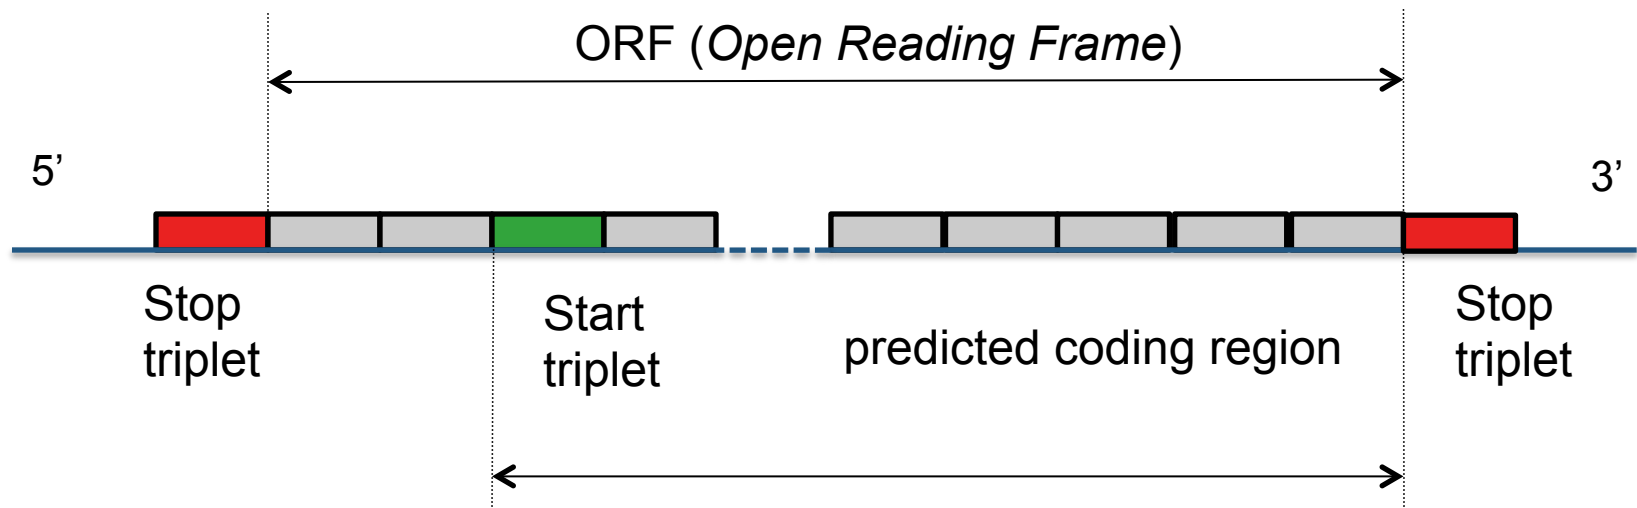 ORF (Open Reading Frame)
5’
3’
Stop
triplet
Start
triplet
predicted coding region
Stop
triplet